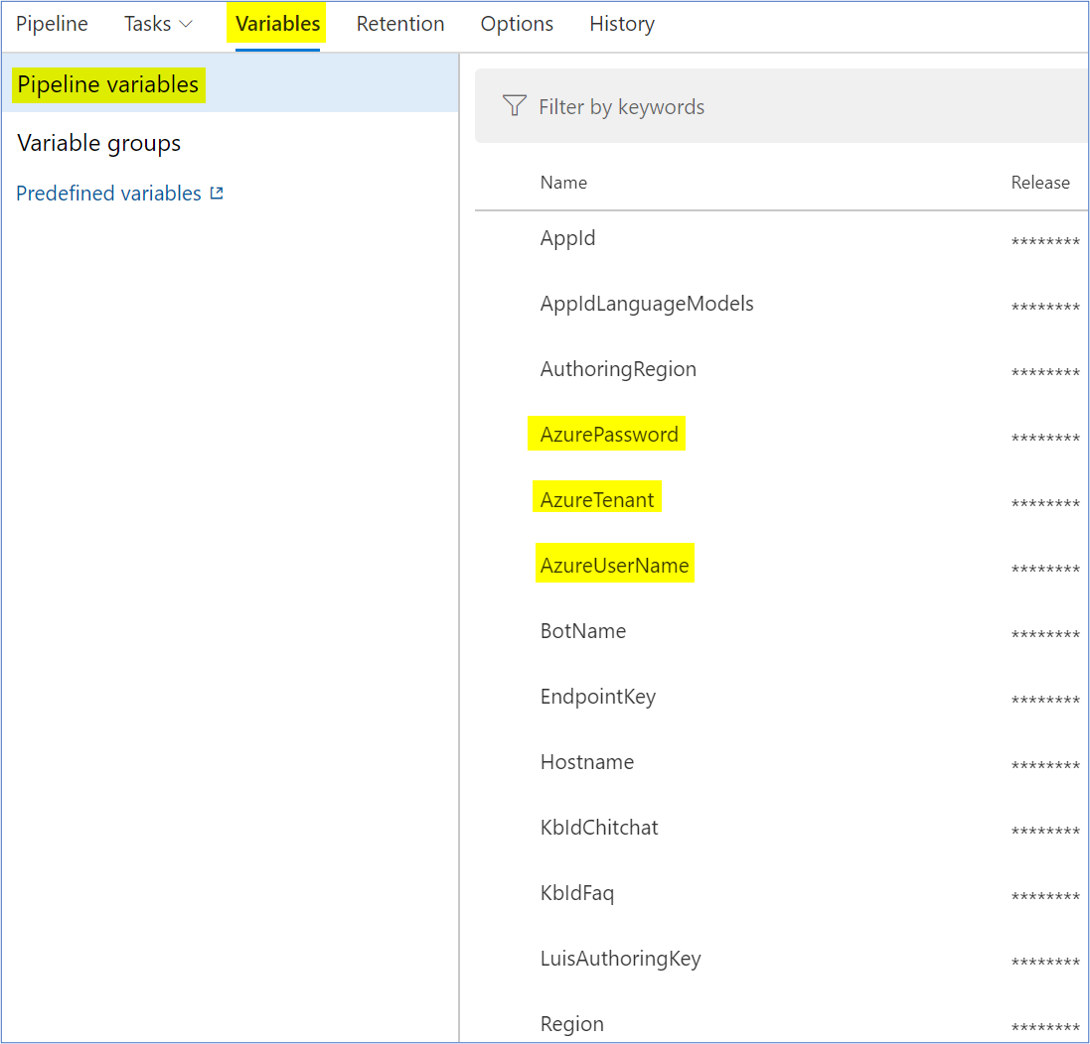 Pipeline Tasks Variables Retention Options History
Pipeline variables
Variable groups
Predefined variables
Filter by keywords
Name Release
AppId ********
AppIdLanguageModels ********
AuthoringRegion ********
AzurePassword ********
AzureTenant ********
AzureUserName ********
BotName ********
EndpointKey ********
Hostname ********
KbIdChitchat ********
KbIdFaq ********
LuisAuthoringKey ********
Region ********